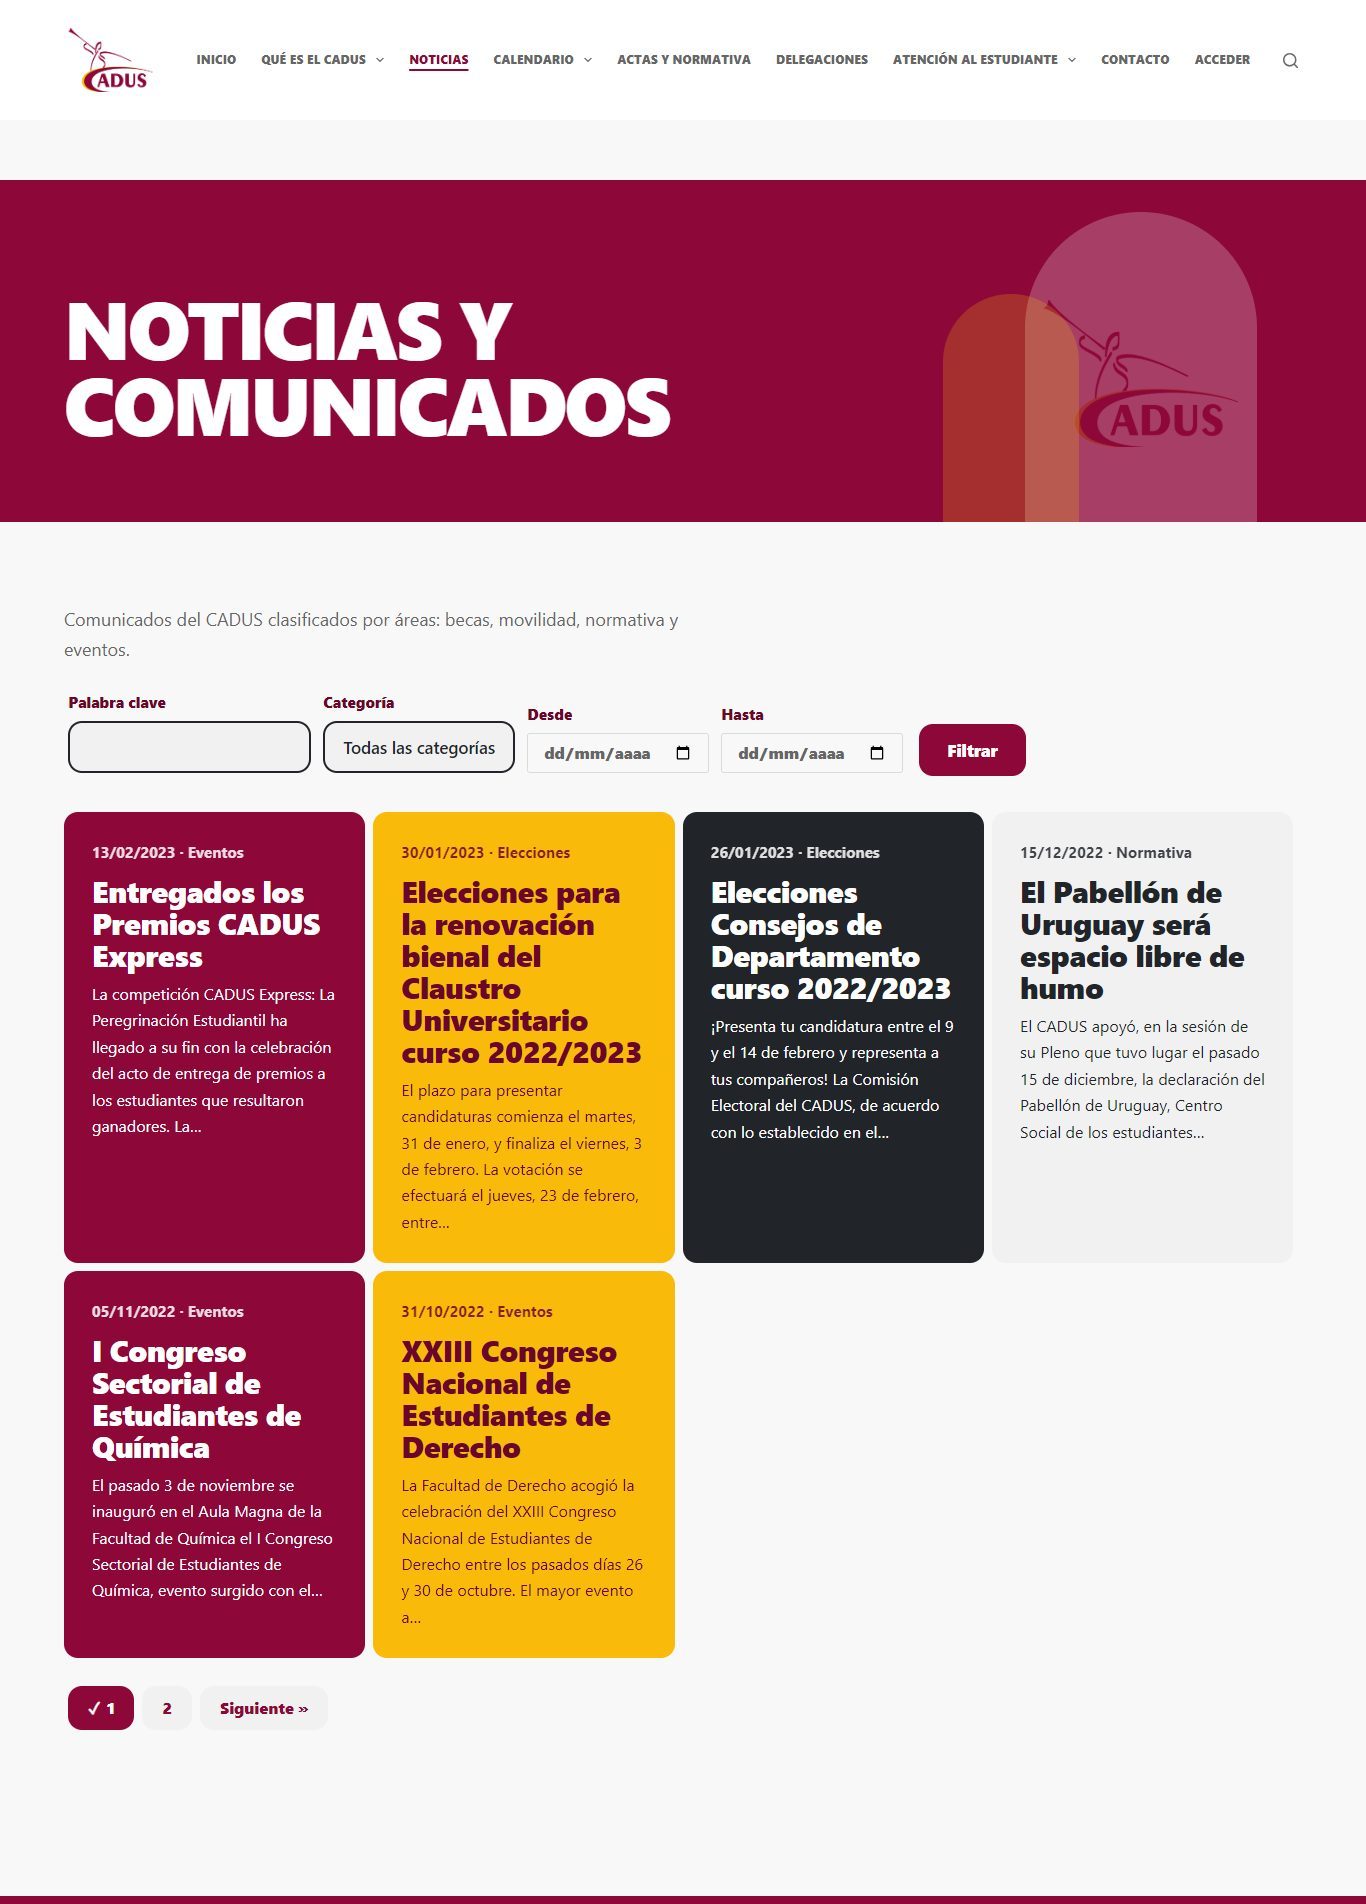 CADUS
INICIO
QUÉ ES EL CADUS
NOTICIAS
CALENDARIO
ACTAS Y NORMATIVA
DELEGACIONES
ATENCIÓN AL ESTUDIANTE
CONTACTO
ACCEDER
NOTICIAS Y
COMUNICADOS
CADUS
Comunicados del CADUS clasificados por áreas: becas, movilidad, normativa y
eventos.
Palabra clave
Categoría
Todas las categorías
Desde
dd/mm/aaaa
Hasta
dd/mm/aaaa
Filtrar
13/02/2023 · Eventos
Entregados los
Premios CADUS
Express
La competición CADUS Express: La
Peregrinación Estudiantil ha
llegado a su fin con la celebración
del acto de entrega de premios a
los estudiantes que resultaron
ganadores. La...
30/01/2023 · Elecciones
Elecciones para
la renovación
bienal del
Claustro
Universitario
curso 2022/2023
El plazo para presentar
candidaturas comienza el martes,
31 de enero, y finaliza el viernes, 3
de febrero. La votación se
efectuará el jueves, 23 de febrero,
entre...
26/01/2023 · Elecciones
Elecciones
Consejos de
Departamento
curso 2022/2023
¡Presenta tu candidatura entre el 9
y el 14 de febrero y representa a
tus compañeros! La Comisión
Electoral del CADUS, de acuerdo
con lo establecido en el...
15/12/2022 · Normativa
El Pabellón de
Uruguay será
espacio libre de
humo
El CADUS apoyó, en la sesión de
su Pleno que tuvo lugar el pasado
15 de diciembre, la declaración del
Pabellón de Uruguay, Centro
Social de los estudiantes...
05/11/2022 · Eventos
I Congreso
Sectorial de
Estudiantes de
Química
El pasado 3 de noviembre se
inauguró en el Aula Magna de la
Facultad de Química el I Congreso
Sectorial de Estudiantes de
Química, evento surgido con el...
31/10/2022 · Eventos
XXIII Congreso
Nacional de
Estudiantes de
Derecho
La Facultad de Derecho acogió la
celebración del XXIII Congreso
Nacional de Estudiantes de
Derecho entre los pasados días 26
y 30 de octubre. El mayor evento
a...
✓ 1
2
Siguiente »